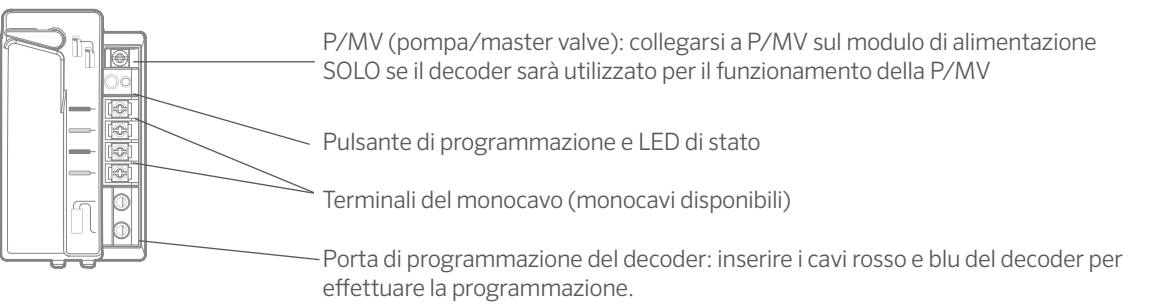 P/MV (pompa/master valve): collegarsi a P/MV sul modulo di alimentazione
SOLO se il decoder sarà utilizzato per il funzionamento della P/MV
Pulsante di programmazione e LED di stato
Terminali del monocavo (monocavi disponibili)
Porta di programmazione del decoder: inserire i cavi rosso e blu del decoder per
effettuare la programmazione.